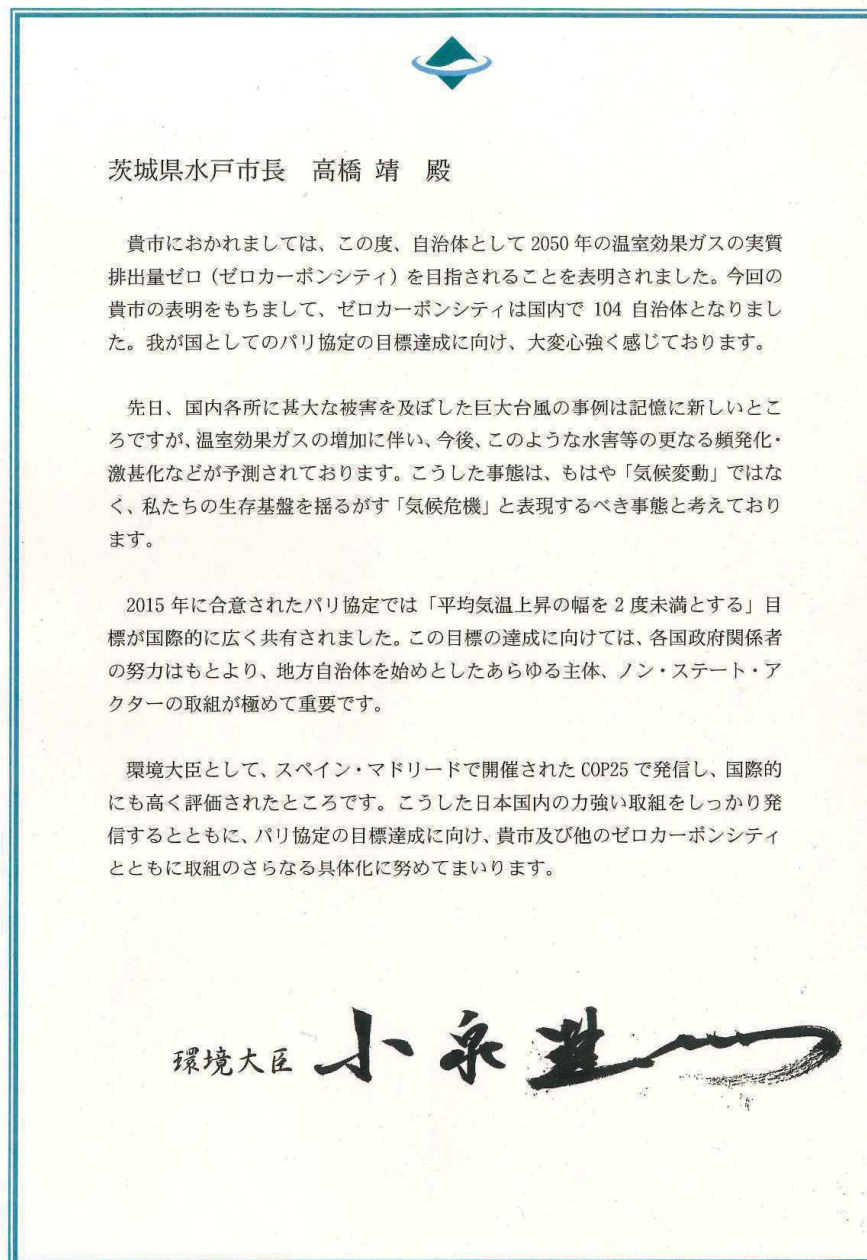 茨城県水戸市長　高橋 靖　殿
貴市におかれましては、この度、自治体として 2050 年の温室効果ガスの実質
排出量ゼロ（ゼロカーボンシティ）を目指されることを表明されました。今回の
貴市の表明をもちまして、ゼロカーボンシティは国内で 104 自治体となりまし
た。我が国としてのパリ協定の目標達成に向け、大変心強く感じております。
先日、国内各所に甚大な被害を及ぼした巨大台風の事例は記憶に新しいとこ
ろですが、温室効果ガスの増加に伴い、今後、このような水害等の更なる頻発化・
激甚化などが予測されております。こうした事態は、もはや「気候変動」ではな
く、私たちの生存基盤を揺るがす「気候危機」と表現するべき事態と考えており
ます。
2015 年に合意されたパリ協定では「平均気温上昇の幅を 2 度未満とする」目
標が国際的に広く共有されました。この目標の達成に向けては、各国政府関係者
の努力はもとより、地方自治体を始めとしたあらゆる主体、ノン・ステート・ア
クターの取組が極めて重要です。
環境大臣として、スペイン・マドリードで開催された COP25 で発信し、国際的
にも高く評価されたところです。こうした日本国内の力強い取組をしっかり発
信するとともに、パリ協定の目標達成に向け、貴市及び他のゼロカーボンシティ
とともに取組のさらなる具体化に努めてまいります。
環境大臣 小泉進